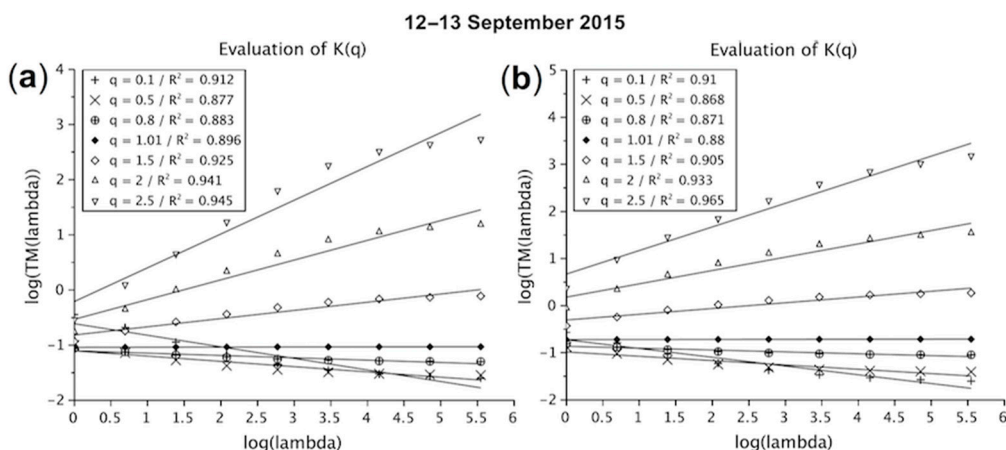 12–13 September 2015
(a)
Evaluation of K(q)
q = 0.1 / R² = 0.912
q = 0.5 / R² = 0.877
q = 0.8 / R² = 0.883
q = 1.01 / R² = 0.896
q = 1.5 / R² = 0.925
q = 2 / R² = 0.941
q = 2.5 / R² = 0.945
log(TM(lambda))
4
3
2
1
0
−1
−2
0
0.5
1
1.5
2
2.5
3
3.5
4
4.5
5
5.5
6
log(lambda)
(b)
Evaluation of K(q)
q = 0.1 / R² = 0.91
q = 0.5 / R² = 0.868
q = 0.8 / R² = 0.871
q = 1.01 / R² = 0.88
q = 1.5 / R² = 0.905
q = 2 / R² = 0.933
q = 2.5 / R² = 0.965
log(TM(lambda))
5
4
3
2
1
0
−1
−2
0
0.5
1
1.5
2
2.5
3
3.5
4
4.5
5
5.5
6
log(lambda)